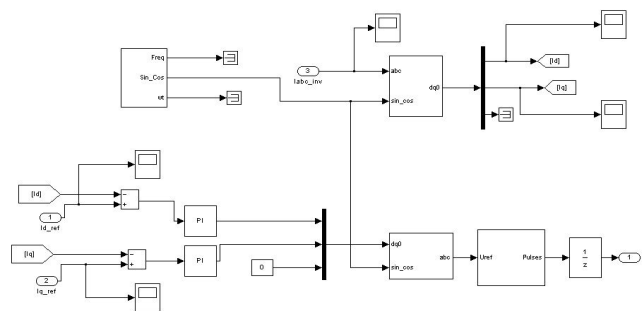 Freq
Sin_Cos
wt
3
Iabc_inv
abc
sin_cos
dq0
[Id]
[Iq]
[Id]
1
Id_ref
-
+
PI
[Iq]
2
Iq_ref
-
+
PI
0
dq0
sin_cos
abc
Uref
Pulses
1
z
1